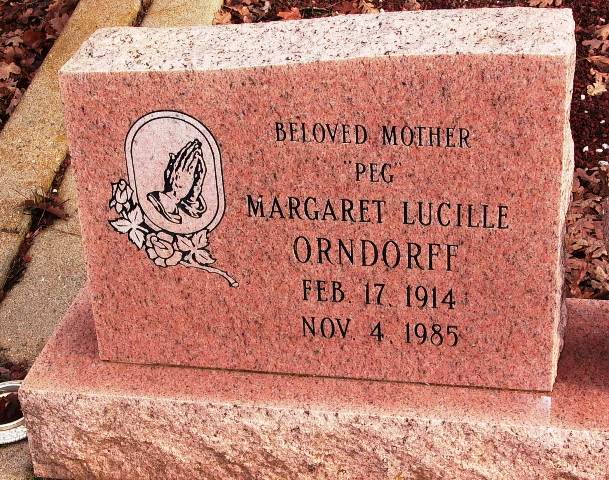 BELOVED MOTHER
"PEG"
MARGARET LUCILLE
ORNDORFF
FEB. 17, 1914
NOV. 4, 1985